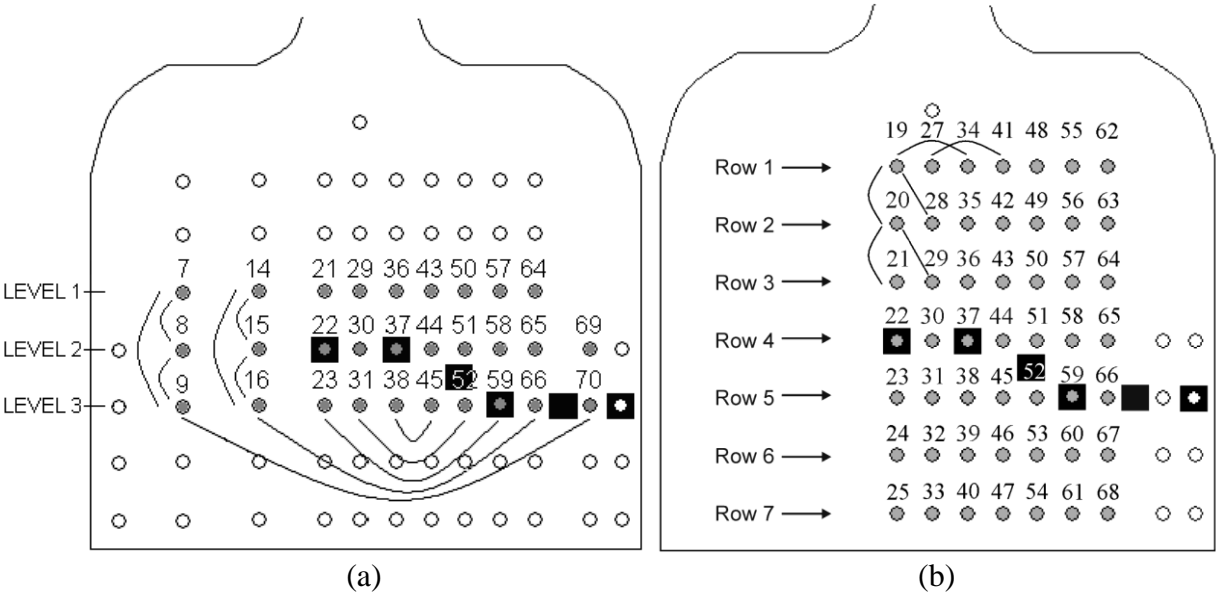 7 14 21 29 36 43 50 57 64
LEVEL 1
8 15 22 30 37 44 51 58 65 69
LEVEL 2
9 16 23 31 38 45 52 59 66 70
LEVEL 3
(a)
19 27 34 41 48 55 62
Row 1
20 28 35 42 49 56 63
Row 2
21 29 36 43 50 57 64
Row 3
22 30 37 44 51 58 65
Row 4
23 31 38 45 52 59 66
Row 5
24 32 39 46 53 60 67
Row 6
25 33 40 47 54 61 68
Row 7
(b)